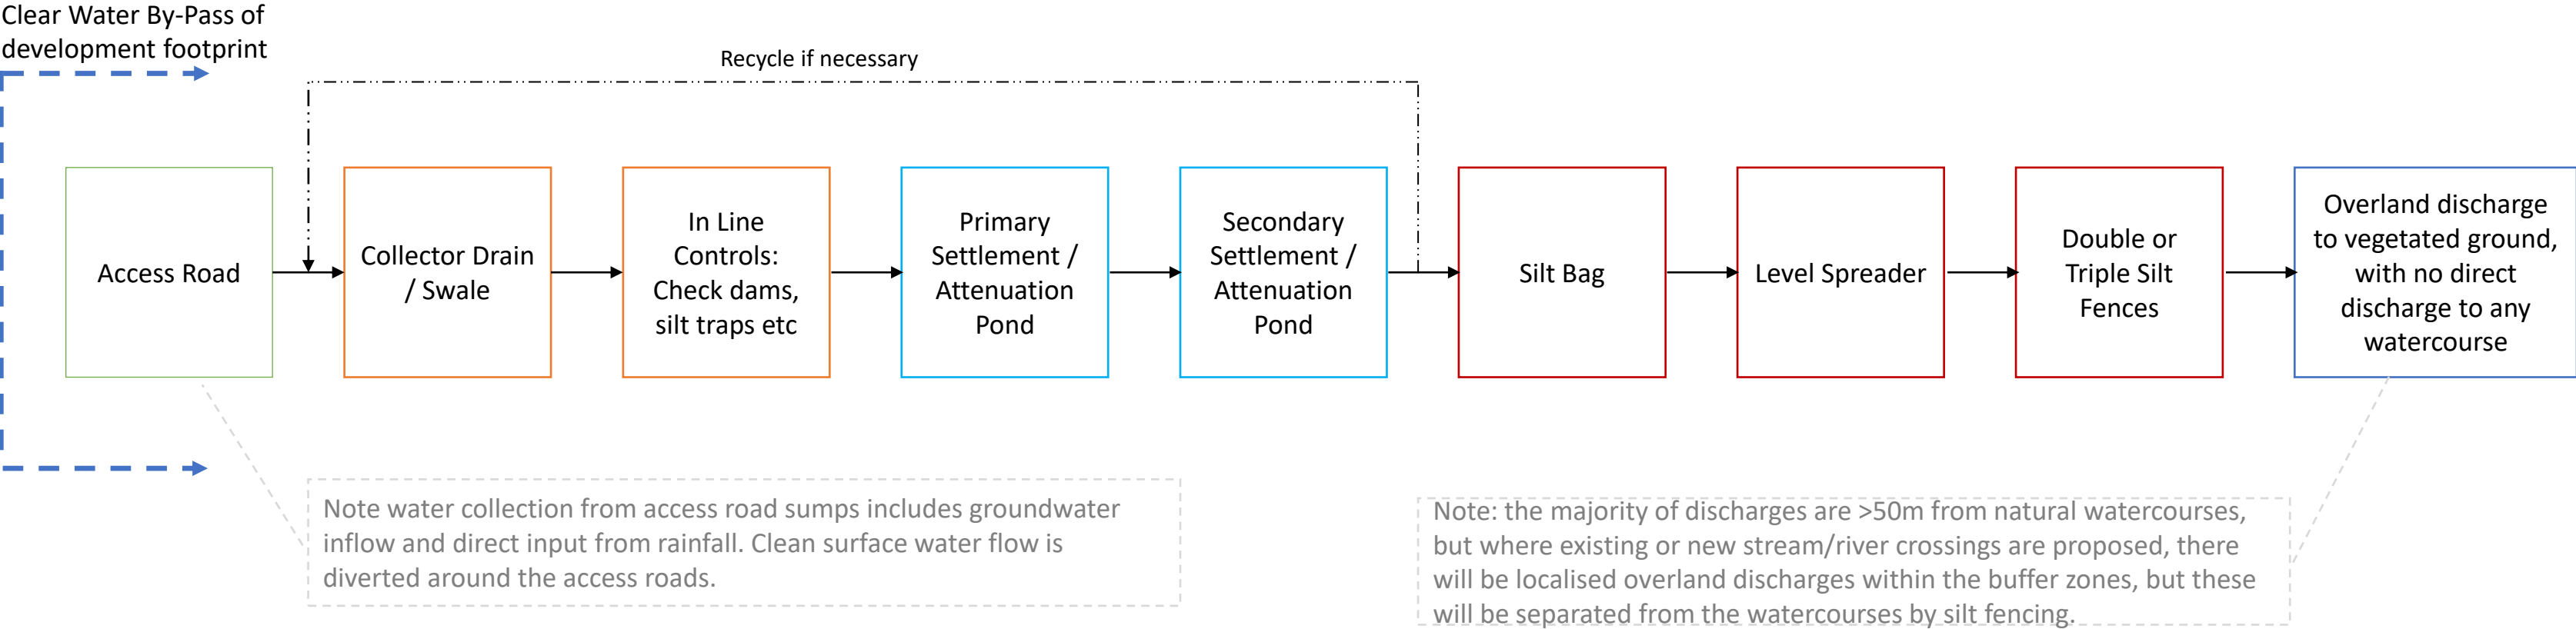 Clear Water By-Pass of
development footprint
Recycle if necessary
Access Road
Collector Drain
/ Swale
In Line
Controls:
Check dams,
silt traps etc
Primary
Settlement /
Attenuation
Pond
Secondary
Settlement /
Attenuation
Pond
Silt Bag
Level Spreader
Double or
Triple Silt
Fences
Overland discharge
to vegetated ground,
with no direct
discharge to any
watercourse
Note water collection from access road sumps includes groundwater
inflow and direct input from rainfall. Clean surface water flow is
diverted around the access roads.
Note: the majority of discharges are >50m from natural watercourses,
but where existing or new stream/river crossings are proposed, there
will be localised overland discharges within the buffer zones, but these
will be separated from the watercourses by silt fencing.